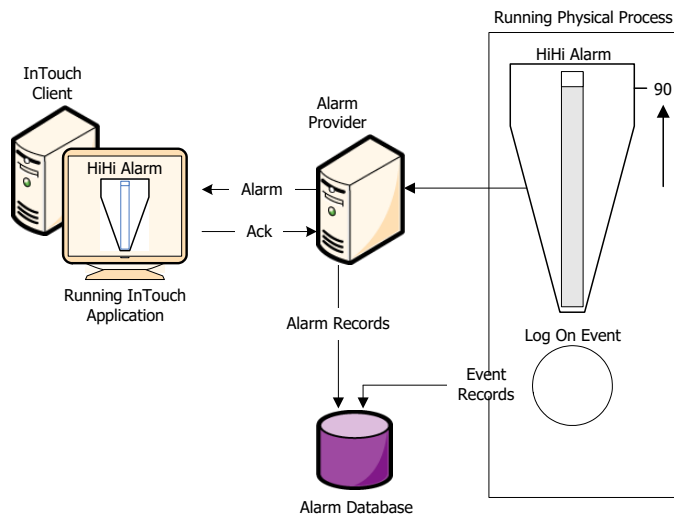 Running Physical Process
HiHi Alarm
90
InTouch
Client
Alarm
Provider
HiHi Alarm
Alarm
Ack
Running InTouch
Application
Alarm Records
Log On Event
Event
Records
Alarm Database